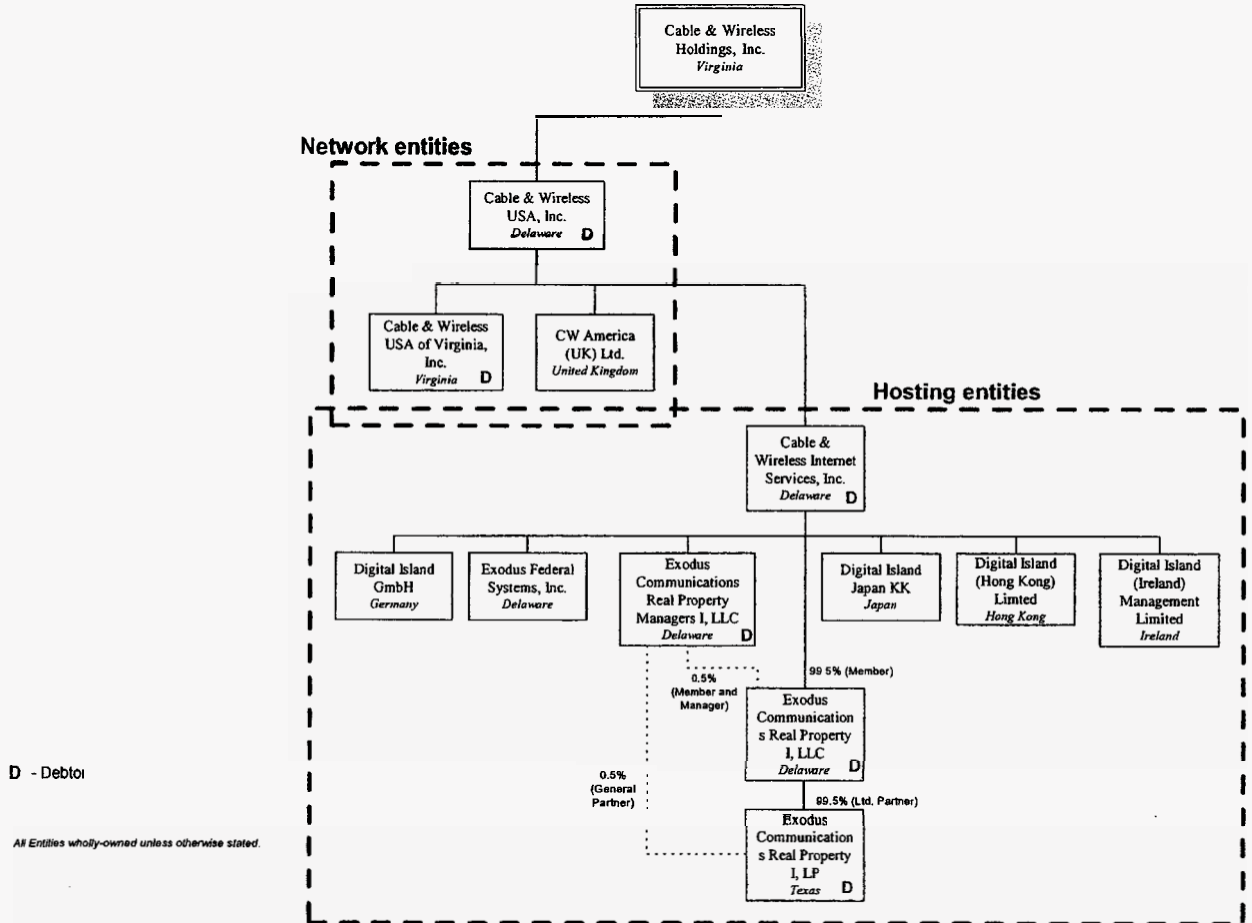 Cable & Wireless
Holdings, Inc.
Virginia
Network entities
Cable & Wireless
USA, Inc.
Delaware D
Cable & Wireless
USA of Virginia,
Inc.
Virginia D
CW America
(UK) Ltd.
United Kingdom
Hosting entities
Cable &
Wireless Internet
Services, Inc.
Delaware D
Digital Island
GmbH
Germany
Exodus Federal
Systems, Inc.
Delaware
Exodus
Communications
Real Property
Managers I, LLC
Delaware D
Digital Island
Japan KK
Japan
Digital Island
(Hong Kong)
Limted
Hong Kong
Digital Island
(Ireland)
Management
Limited
Ireland
0.5%
(Member and
Manager)
99 5% (Member)
Exodus
Communication
s Real Property
I, LLC
Delaware D
0.5%
(General
Partner)
99.5% (Ltd. Partner)
Exodus
Communication
s Real Property
I, LP
Texas D
D - Debtor
All Entities wholly-owned unless otherwise stated.